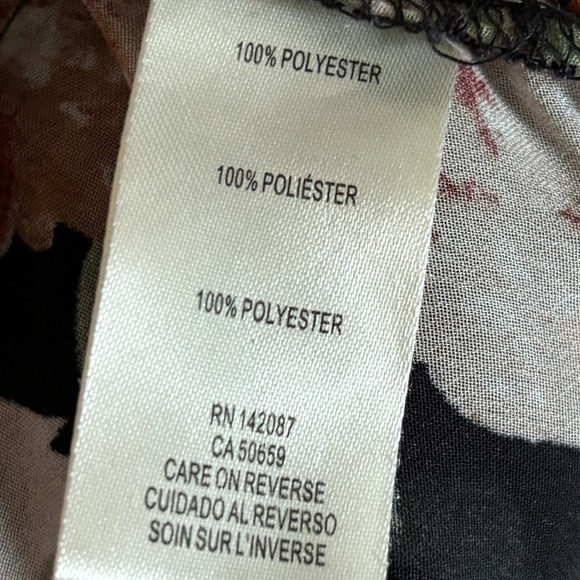 100% POLYESTER
100% POLIÉSTER
100% POLYESTER
RN 142087
CA 50659
CARE ON REVERSE
CUIDADO AL REVERSO
SOIN SUR L'INVERSE